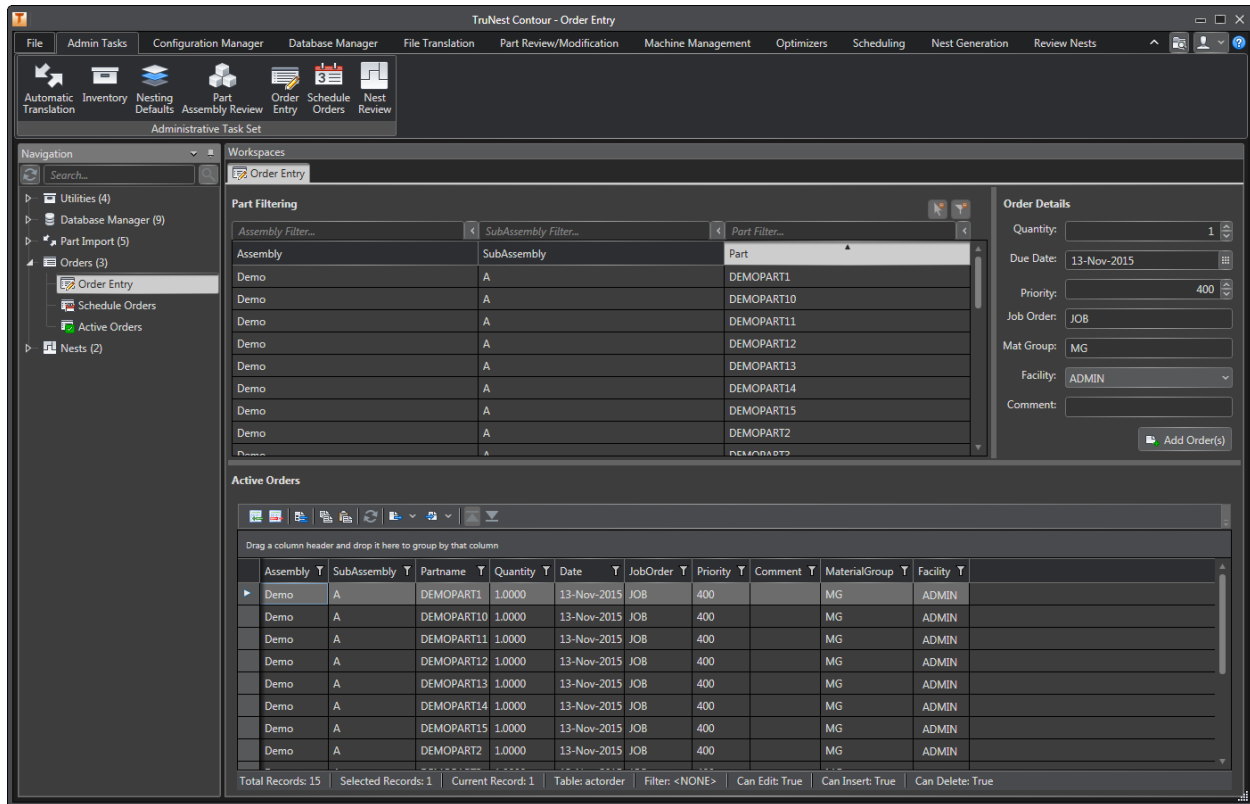 TruNest Contour - Order Entry
File Admin Tasks Configuration Manager Database Manager File Translation Part Review/Modification Machine Management Optimizers Scheduling Nest Generation Review Nests
Automatic Translation Inventory Nesting Defaults Part Assembly Review Order Entry Schedule Orders Nest Review
Administrative Task Set
Navigation
Search...
Utilities (4)
Database Manager (9)
Part Import (5)
Orders (3)
Order Entry
Schedule Orders
Active Orders
Nests (2)
Workspaces
Order Entry
Part Filtering
Assembly Filter... SubAssembly Filter... Part Filter...
Assembly SubAssembly Part
Demo A DEMOPART1
Demo A DEMOPART10
Demo A DEMOPART11
Demo A DEMOPART12
Demo A DEMOPART13
Demo A DEMOPART14
Demo A DEMOPART15
Demo A DEMOPART2
Order Details
Quantity: 1
Due Date: 13-Nov-2015
Priority: 400
Job Order: JOB
Mat Group: MG
Facility: ADMIN
Comment:
Add Order(s)
Active Orders
Drag a column header and drop it here to group by that column
Assembly SubAssembly Partname Quantity Date JobOrder Priority Comment MaterialGroup Facility
Demo A DEMOPART1 1.0000 13-Nov-2015 JOB 400 MG ADMIN
Demo A DEMOPART10 1.0000 13-Nov-2015 JOB 400 MG ADMIN
Demo A DEMOPART11 1.0000 13-Nov-2015 JOB 400 MG ADMIN
Demo A DEMOPART12 1.0000 13-Nov-2015 JOB 400 MG ADMIN
Demo A DEMOPART13 1.0000 13-Nov-2015 JOB 400 MG ADMIN
Demo A DEMOPART14 1.0000 13-Nov-2015 JOB 400 MG ADMIN
Demo A DEMOPART15 1.0000 13-Nov-2015 JOB 400 MG ADMIN
Demo A DEMOPART2 1.0000 13-Nov-2015 JOB 400 MG ADMIN
Total Records: 15 Selected Records: 1 Current Record: 1 Table: actorder Filter: <NONE> Can Edit: True Can Insert: True Can Delete: True